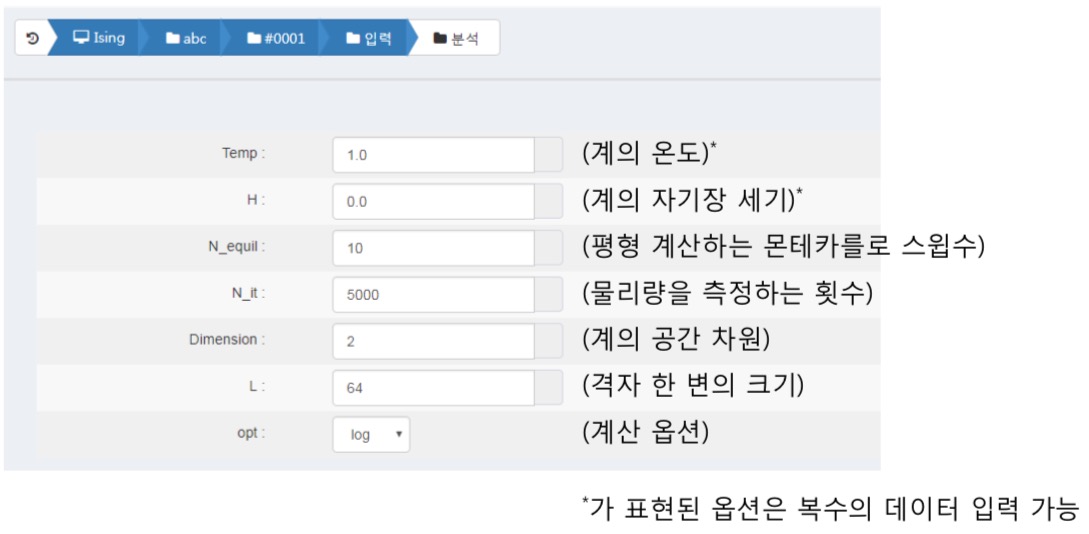 Ising abc #0001 입력 분석
Temp : 1.0 (계의 온도)*
H : 0.0 (계의 자기장 세기)*
N_equil : 10 (평형 계산하는 몬테카를로 스윕수)
N_it : 5000 (물리량을 측정하는 횟수)
Dimension : 2 (계의 공간 차원)
L : 64 (격자 한 변의 크기)
opt : log (계산 옵션)
*가 표현된 옵션은 복수의 데이터 입력 가능